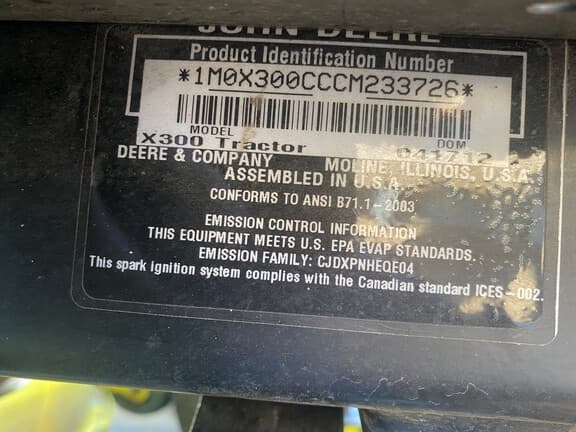 JOHN DEERE
Product Identification Number
*1M0X300CCCM233726*
MODEL DOM
X300 Tractor 041712
DEERE & COMPANY MOLINE, ILLINOIS, U.S.A.
ASSEMBLED IN U.S.A.
CONFORMS TO ANSI B71.1-2003
EMISSION CONTROL INFORMATION
THIS EQUIPMENT MEETS U.S. EPA EVAP STANDARDS.
EMISSION FAMILY: CJDXPNHEQE04
This spark ignition system complies with the Canadian standard ICES-002.